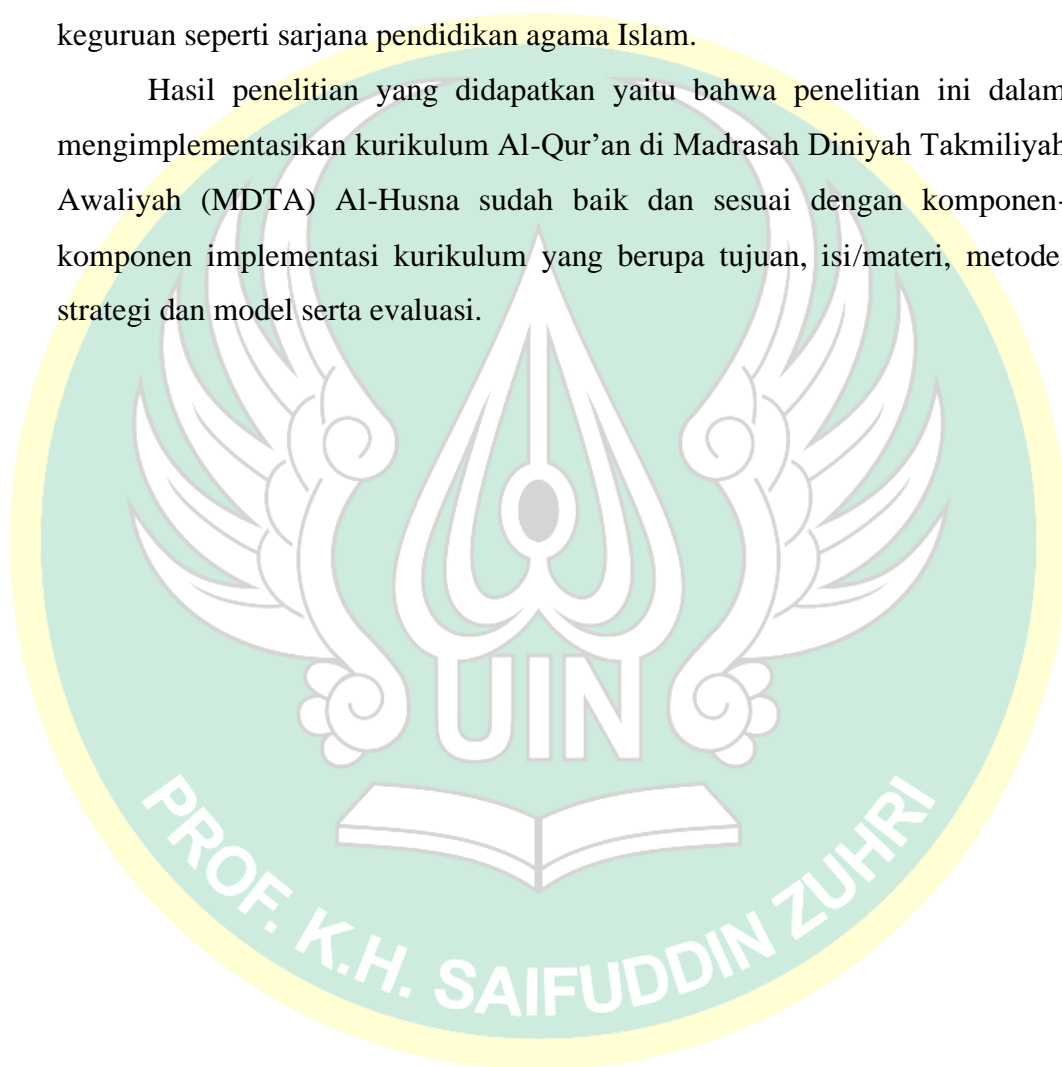 keguruan seperti sarjana pendidikan agama Islam.
Hasil penelitian yang didapatkan yaitu bahwa penelitian ini dalam
mengimplementasikan kurikulum Al-Qur’an di Madrasah Diniyah Takmiliyah
Awaliyah (MDTA) Al-Husna sudah baik dan sesuai dengan komponen-
komponen implementasi kurikulum yang berupa tujuan, isi/materi, metode,
strategi dan model serta evaluasi.
UIN
PROF. K.H. SAIFUDDIN ZUHRI